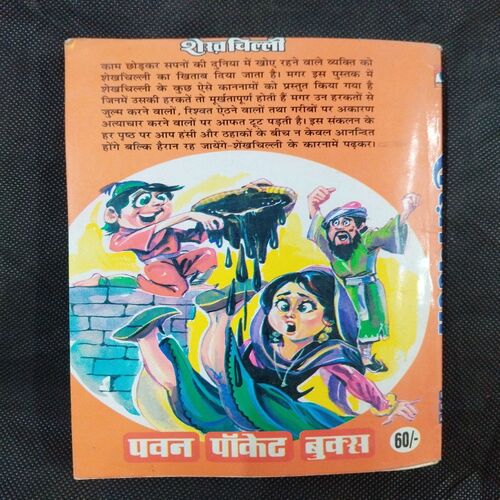 शेखचिल्ली
काम छोड़कर सपनों की दुनिया में खोए रहने वाले व्यक्ति को
शेखचिल्ली का खिताब दिया जाता है। मगर इस पुस्तक में
शेखचिल्ली के कुछ ऐसे काननामों को प्रस्तुत किया गया है
जिनमें उसकी हरकतें तो मूर्खतापूर्ण होती हैं मगर उन हरकतों से
जुल्म करने वालों, रिश्वत ऐठने वालों तथा गरीबों पर अकारण
अत्याचार करने वालों पर आफत टूट पड़ती है। इस संकलन के
हर पृष्ठ पर आप हंसी और ठहाकों के बीच न केवल आनन्दित
होंगे बल्कि हैरान रह जायेंगे-शेंखचिल्ली के कारनामें पढ़कर।
पवन पॉकेट बुक्स
60/-